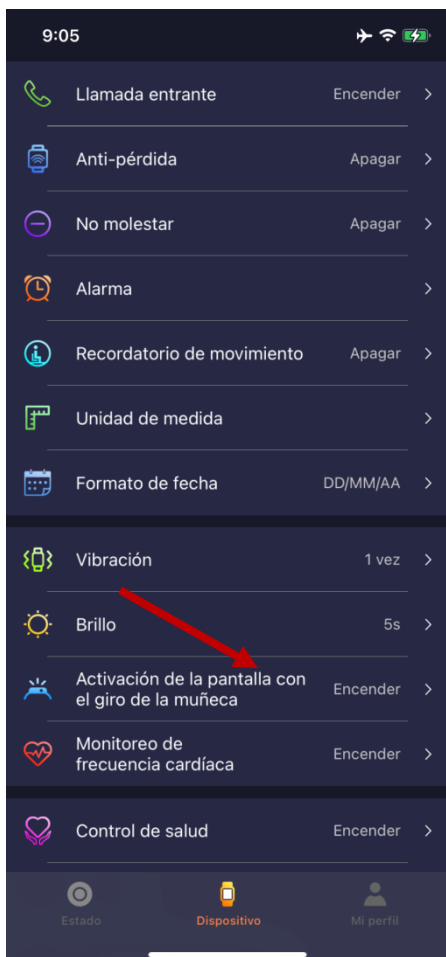 9:05
Llamada entrante Encender
Anti-pérdida Apagar
No molestar Apagar
Alarma
Recordatorio de movimiento Apagar
Unidad de medida
Formato de fecha DD/MM/AA
Vibración 1 vez
Brillo 5s
Activación de la pantalla con
el giro de la muñeca Encender
Monitoreo de
frecuencia cardíaca Encender
Control de salud Encender
Estado Dispositivo Mi perfil